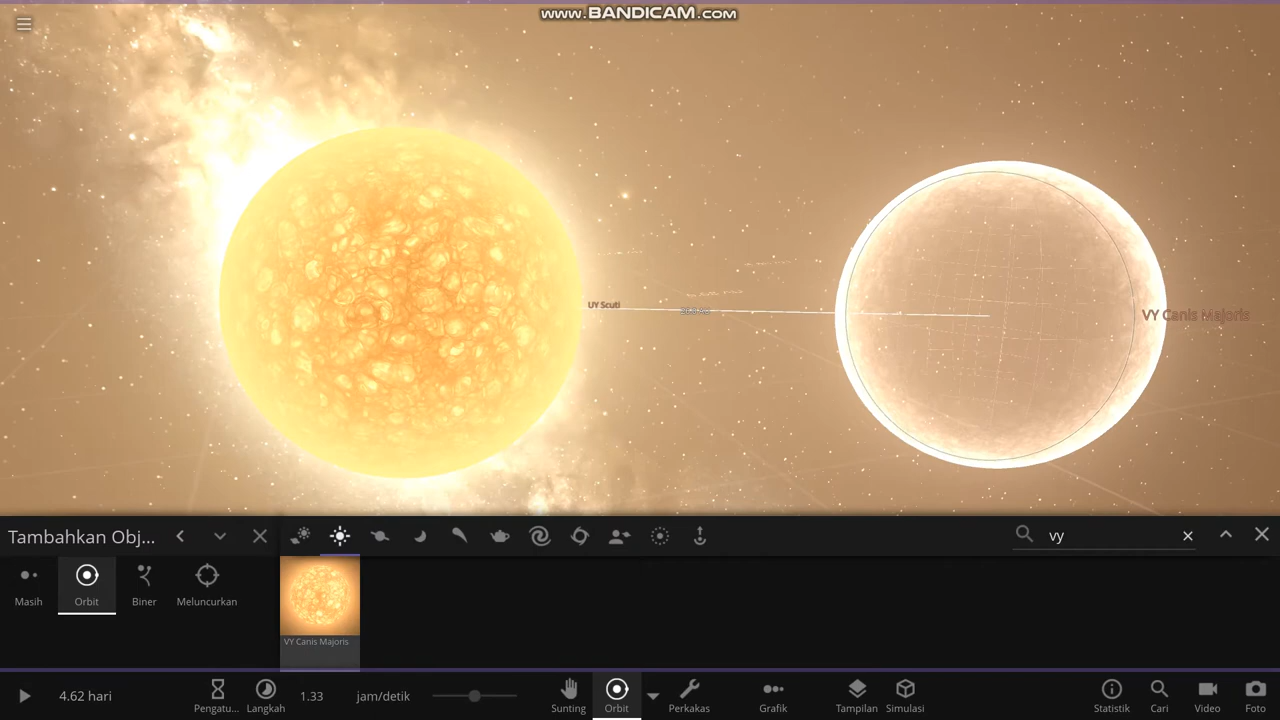 www.BANDICAM.com
UY Scuti
VY Canis Majoris
Tambahkan Obj...
vy
Masih
Orbit
Biner
Meluncurkan
VY Canis Majoris
4.62 hari
Pengatu...
Langkah
1.33
jam/detik
Sunting
Orbit
Perkakas
Grafik
Tampilan
Simulasi
Statistik
Cari
Video
Foto